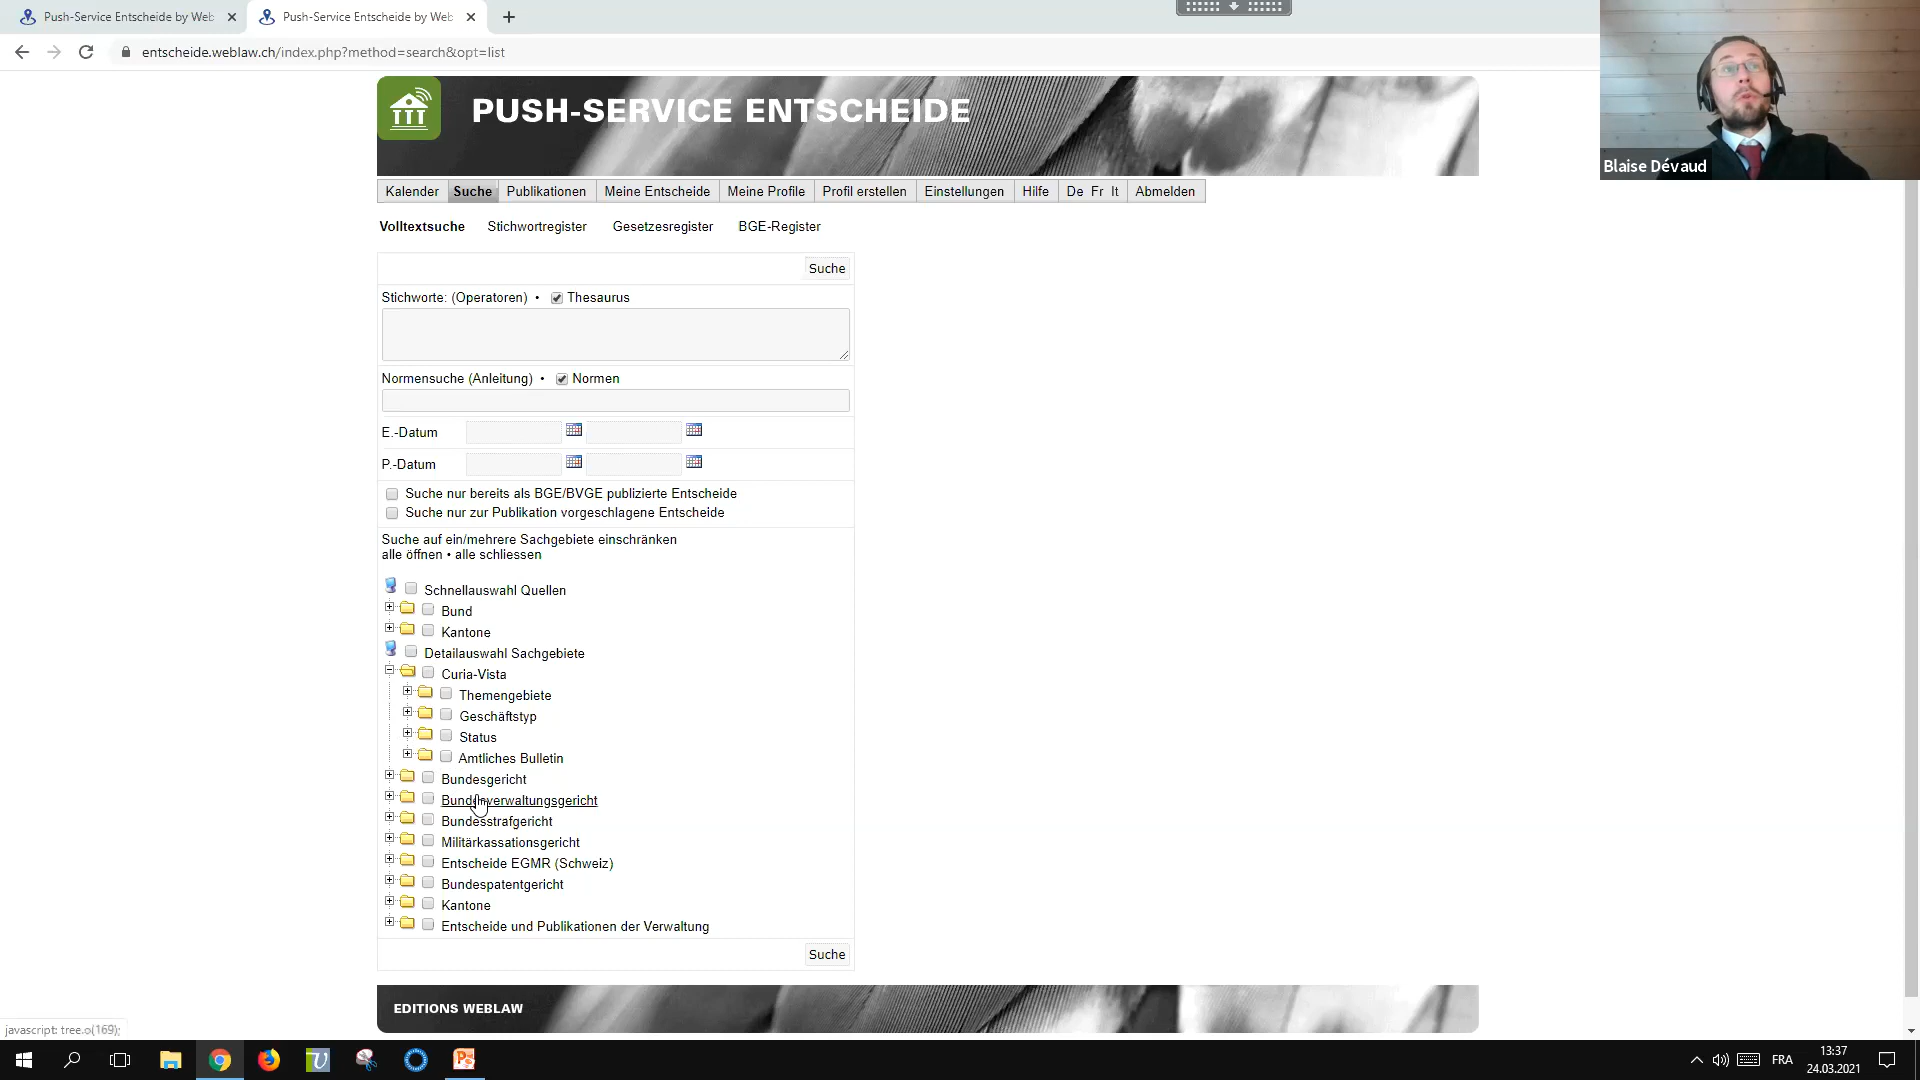 Push-Service Entscheide by Web
Push-Service Entscheide by Web
entscheide.weblaw.ch/index.php?method=search&opt=list
PUSH-SERVICE ENTSCHEIDE
Blaise Dévaud
Kalender Suche Publikationen Meine Entscheide Meine Profile Profil erstellen Einstellungen Hilfe De Fr It Abmelden
Volltextsuche Stichwortregister Gesetzesregister BGE-Register
Suche
Stichworte: (Operatoren) • Thesaurus
Normensuche (Anleitung) • Normen
E.-Datum
P.-Datum
Suche nur bereits als BGE/BVGE publizierte Entscheide
Suche nur zur Publikation vorgeschlagene Entscheide
Suche auf ein/mehrere Sachgebiete einschränken
alle öffnen • alle schliessen
Schnellauswahl Quellen
Bund
Kantone
Detailauswahl Sachgebiete
Curia-Vista
Themengebiete
Geschäftstyp
Status
Amtliches Bulletin
Bundesgericht
Bundesverwaltungsgericht
Bundesstrafgericht
Militärkassationsgericht
Entscheide EGMR (Schweiz)
Bundespatentgericht
Kantone
Entscheide und Publikationen der Verwaltung
Suche
EDITIONS WEBLAW
javascript: tree.o(169);
FRA
13:37
24.03.2021